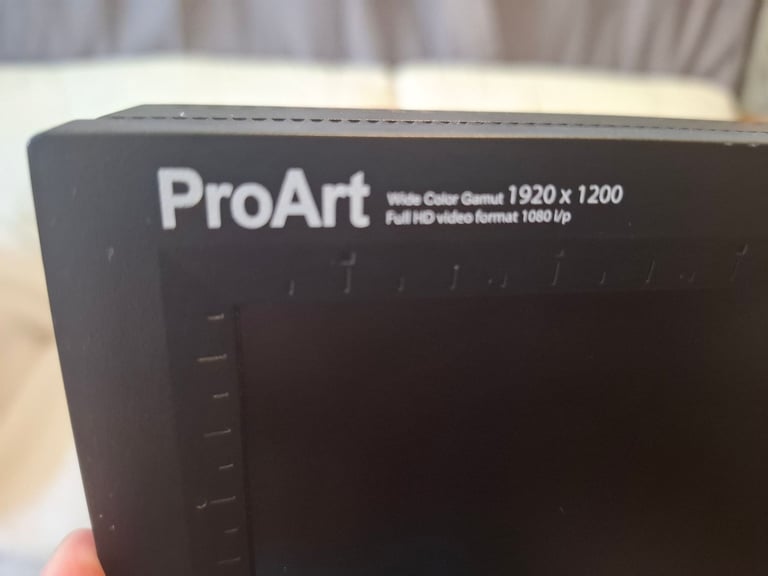 ProArt
Wide Color Gamut 1920 x 1200
Full HD video format 1080 i/p